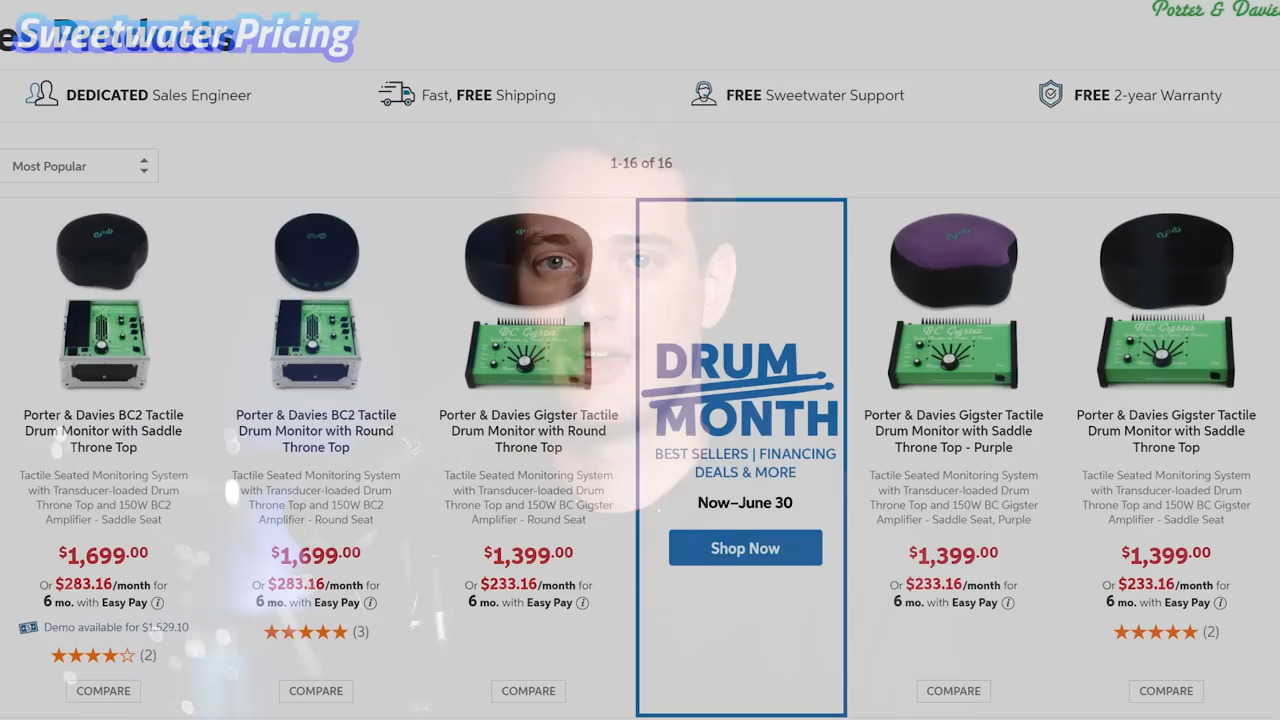 Porter & Davie
es Products
Sweetwater Pricing
DEDICATED Sales Engineer
Fast, FREE Shipping
FREE Sweetwater Support
FREE 2-year Warranty
Most Popular
1-16 of 16
Porter & Davies BC2 Tactile
Drum Monitor with Saddle
Throne Top
Tactile Seated Monitoring System
with Transducer-loaded Drum
Throne Top and 150W BC2
Amplifier - Saddle Seat
$1,699.00
Or $283.16/month for
6 mo. with Easy Pay
Demo available for $1,529.10
(2)
COMPARE
Porter & Davies BC2 Tactile
Drum Monitor with Round
Throne Top
Tactile Seated Monitoring System
with Transducer-loaded Drum
Throne Top and 150W BC2
Amplifier - Round Seat
$1,699.00
Or $283.16/month for
6 mo. with Easy Pay
(3)
COMPARE
BC Gigster
Porter & Davies Gigster Tactile
Drum Monitor with Round
Throne Top
Tactile Seated Monitoring System
with Transducer-loaded Drum
Throne Top and 150W BC Gigster
Amplifier - Round Seat
$1,399.00
Or $233.16/month for
6 mo. with Easy Pay
COMPARE
DRUM
MONTH
BEST SELLERS | FINANCING
DEALS & MORE
Now–June 30
Shop Now
BC Gigster
Porter & Davies Gigster Tactile
Drum Monitor with Saddle
Throne Top - Purple
Tactile Seated Monitoring System
with Transducer-loaded Drum
Throne Top and 150W BC Gigster
Amplifier - Saddle Seat, Purple
$1,399.00
Or $233.16/month for
6 mo. with Easy Pay
COMPARE
BC Gigster
Porter & Davies Gigster Tactile
Drum Monitor with Saddle
Throne Top
Tactile Seated Monitoring System
with Transducer-loaded Drum
Throne Top and 150W BC Gigster
Amplifier - Saddle Seat
$1,399.00
Or $233.16/month for
6 mo. with Easy Pay
(2)
COMPARE